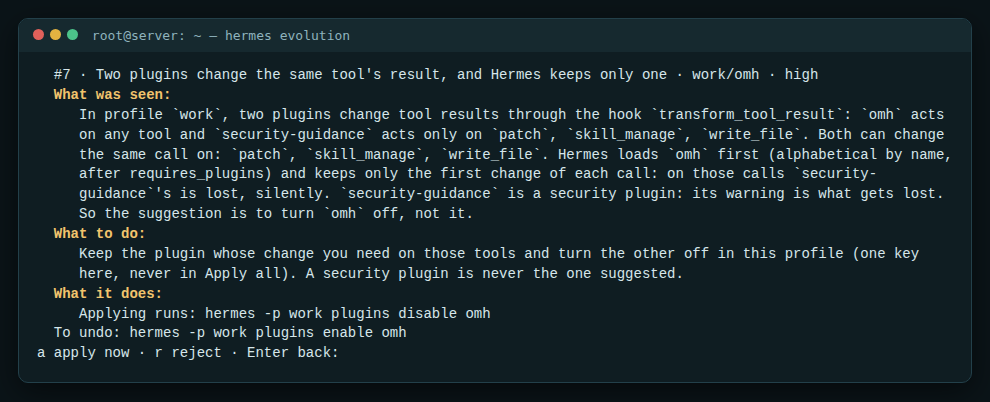 root@server: ~ — hermes evolution
#7 · Two plugins change the same tool's result, and Hermes keeps only one · work/omh · high
What was seen:
In profile `work`, two plugins change tool results through the hook `transform_tool_result`: `omh` acts
on any tool and `security-guidance` acts only on `patch`, `skill_manage`, `write_file`. Both can change
the same call on: `patch`, `skill_manage`, `write_file`. Hermes loads `omh` first (alphabetical by name,
after requires_plugins) and keeps only the first change of each call: on those calls `security-
guidance`'s is lost, silently. `security-guidance` is a security plugin: its warning is what gets lost.
So the suggestion is to turn `omh` off, not it.
What to do:
Keep the plugin whose change you need on those tools and turn the other off in this profile (one key
here, never in Apply all). A security plugin is never the one suggested.
What it does:
Applying runs: hermes -p work plugins disable omh
To undo: hermes -p work plugins enable omh
a apply now · r reject · Enter back: